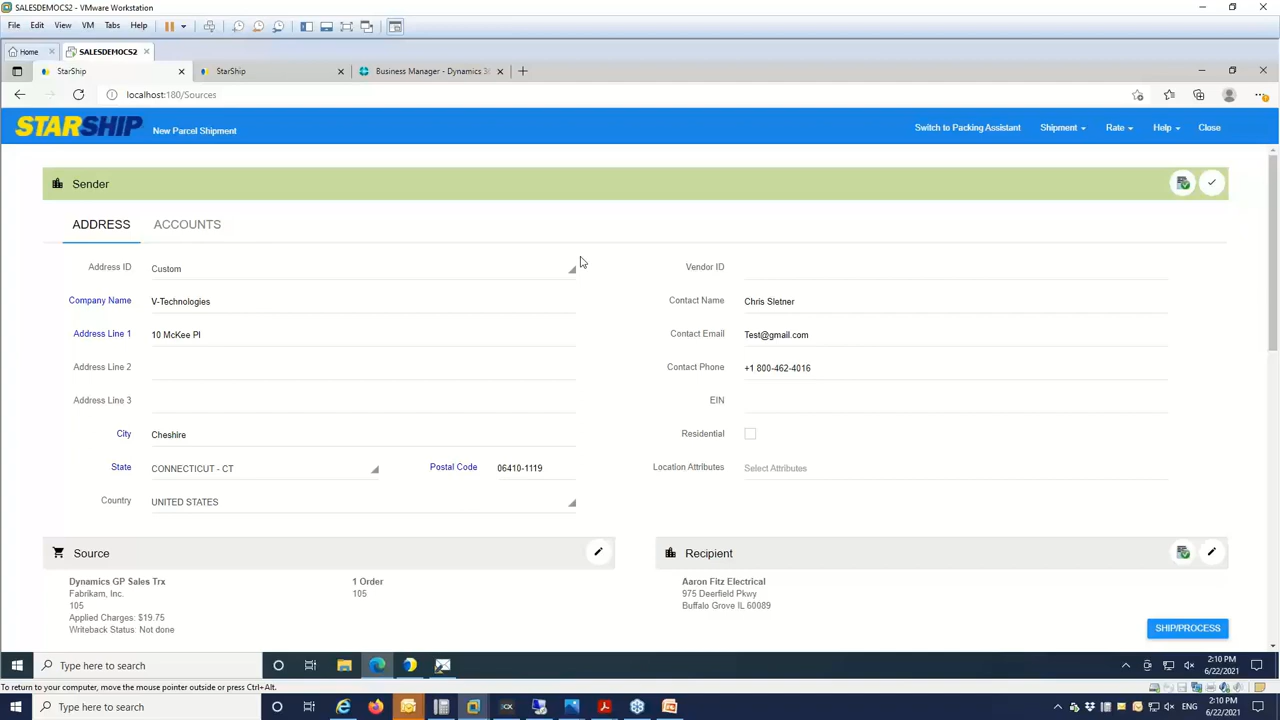 SALESDEMOCS2 - VMware Workstation
File Edit View VM Tabs Help
Home SALESDEMOCS2
StarShip StarShip Business Manager - Dynamics 3
localhost:180/Sources
STARSHIP New Parcel Shipment Switch to Packing Assistant Shipment Rate Help Close
Sender
ADDRESS ACCOUNTS
Address ID Custom Vendor ID
Company Name V-Technologies Contact Name Chris Sletner
Address Line 1 10 McKee Pl Contact Email Test@gmail.com
Address Line 2 Contact Phone +1 800-462-4016
Address Line 3 EIN
City Cheshire Residential
State CONNECTICUT - CT Postal Code 06410-1119 Location Attributes Select Attributes
Country UNITED STATES
Source Recipient
Dynamics GP Sales Trx 1 Order Aaron Fitz Electrical
Fabrikam, Inc. 105 975 Deerfield Pkwy
105 Buffalo Grove IL 60089
Applied Charges: $19.75
Writeback Status: Not done SHIP/PROCESS
Type here to search 2:10 PM
6/22/2021
To return to your computer, move the mouse pointer outside or press Ctrl+Alt.
Type here to search ENG 2:10 PM
6/22/2021